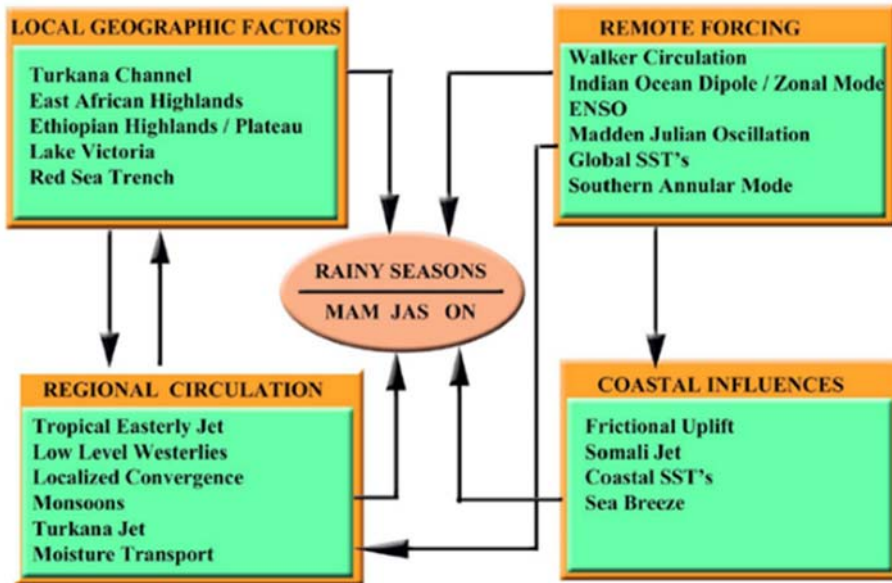 LOCAL GEOGRAPHIC FACTORS
Turkana Channel
East African Highlands
Ethiopian Highlands / Plateau
Lake Victoria
Red Sea Trench
REMOTE FORCING
Walker Circulation
Indian Ocean Dipole / Zonal Mode
ENSO
Madden Julian Oscillation
Global SST's
Southern Annular Mode
RAINY SEASONS
MAM JAS ON
REGIONAL CIRCULATION
Tropical Easterly Jet
Low Level Westerlies
Localized Convergence
Monsoons
Turkana Jet
Moisture Transport
COASTAL INFLUENCES
Frictional Uplift
Somali Jet
Coastal SST's
Sea Breeze